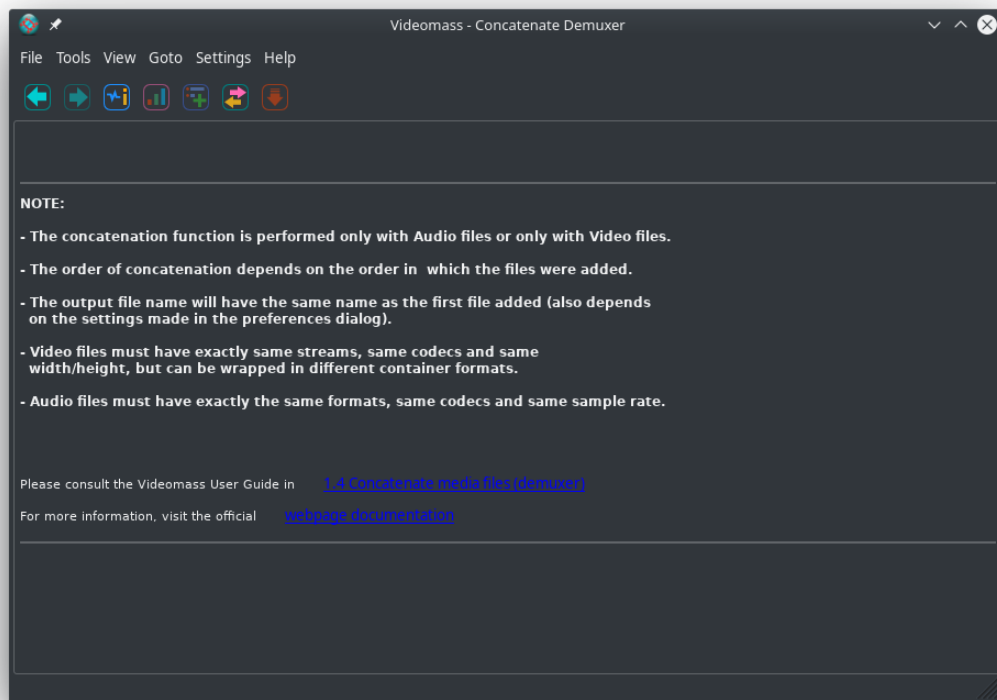 Videomass - Concatenate Demuxer
File Tools View Goto Settings Help
NOTE:
- The concatenation function is performed only with Audio files or only with Video files.
- The order of concatenation depends on the order in  which the files were added.
- The output file name will have the same name as the first file added (also depends
on the settings made in the preferences dialog).
- Video files must have exactly same streams, same codecs and same
width/height, but can be wrapped in different container formats.
- Audio files must have exactly the same formats, same codecs and same sample rate.
Please consult the Videomass User Guide in 1.4 Concatenate media files (demuxer)
For more information, visit the official webpage documentation